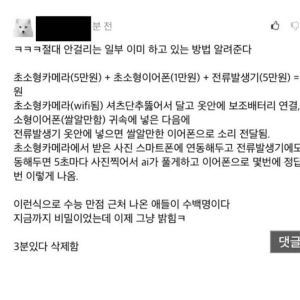 분 전
ㅋㅋㅋ절대 안걸리는 일부 이미 하고 있는 방법 알려준다
초소형카메라(5만원) + 초소형이어폰(1만원) + 전류발생기(5만원) =
원
초소형카메라(wifi됨) 셔츠단추뚫어서 달고 옷안에 보조배터리 연결,
소형이어폰(쌀알만함) 귀속에 넣은 다음에
전류발생기 옷안에 넣으면 쌀알만한 이어폰으로 소리 전달됨.
초소형카메라에서 받은 사진 스마트폰에 연동해두고 전류발생기에도
동해두면 5초마다 사진찍어서 ai가 풀게하고 이어폰으로 몇번에 정답
번 이렇게 나옴.
이런식으로 수능 만점 근처 나온 애들이 수백명이다
지금까지 비밀이었는데 이제 그냥 밝힘ㅋ
3분있다 삭제함
댓글